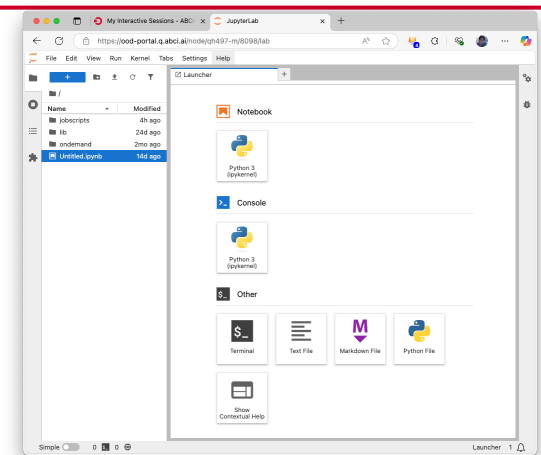 My Interactive Sessions - ABCI
JupyterLab
https://ood-portal.q.abci.ai/node/qh497-m/8098/lab
File Edit View Run Kernel Tabs Settings Help
Launcher
/
Name Modified
jobscripts 4h ago
lib 24d ago
ondemand 2mo ago
Untitled.ipynb 14d ago
Notebook
Python 3
(ipykernel)
Console
Python 3
(ipykernel)
$_ Other
$_
M
Terminal Text File Markdown File Python File
Show
Contextual Help
Simple 0 $_ 0 Launcher 1